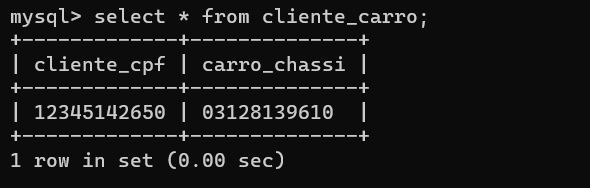 mysql> select * from cliente_carro;
+-------------+--------------+
| cliente_cpf | carro_chassi |
+-------------+--------------+
| 12345142650 | 03128139610  |
+-------------+--------------+
1 row in set (0.00 sec)